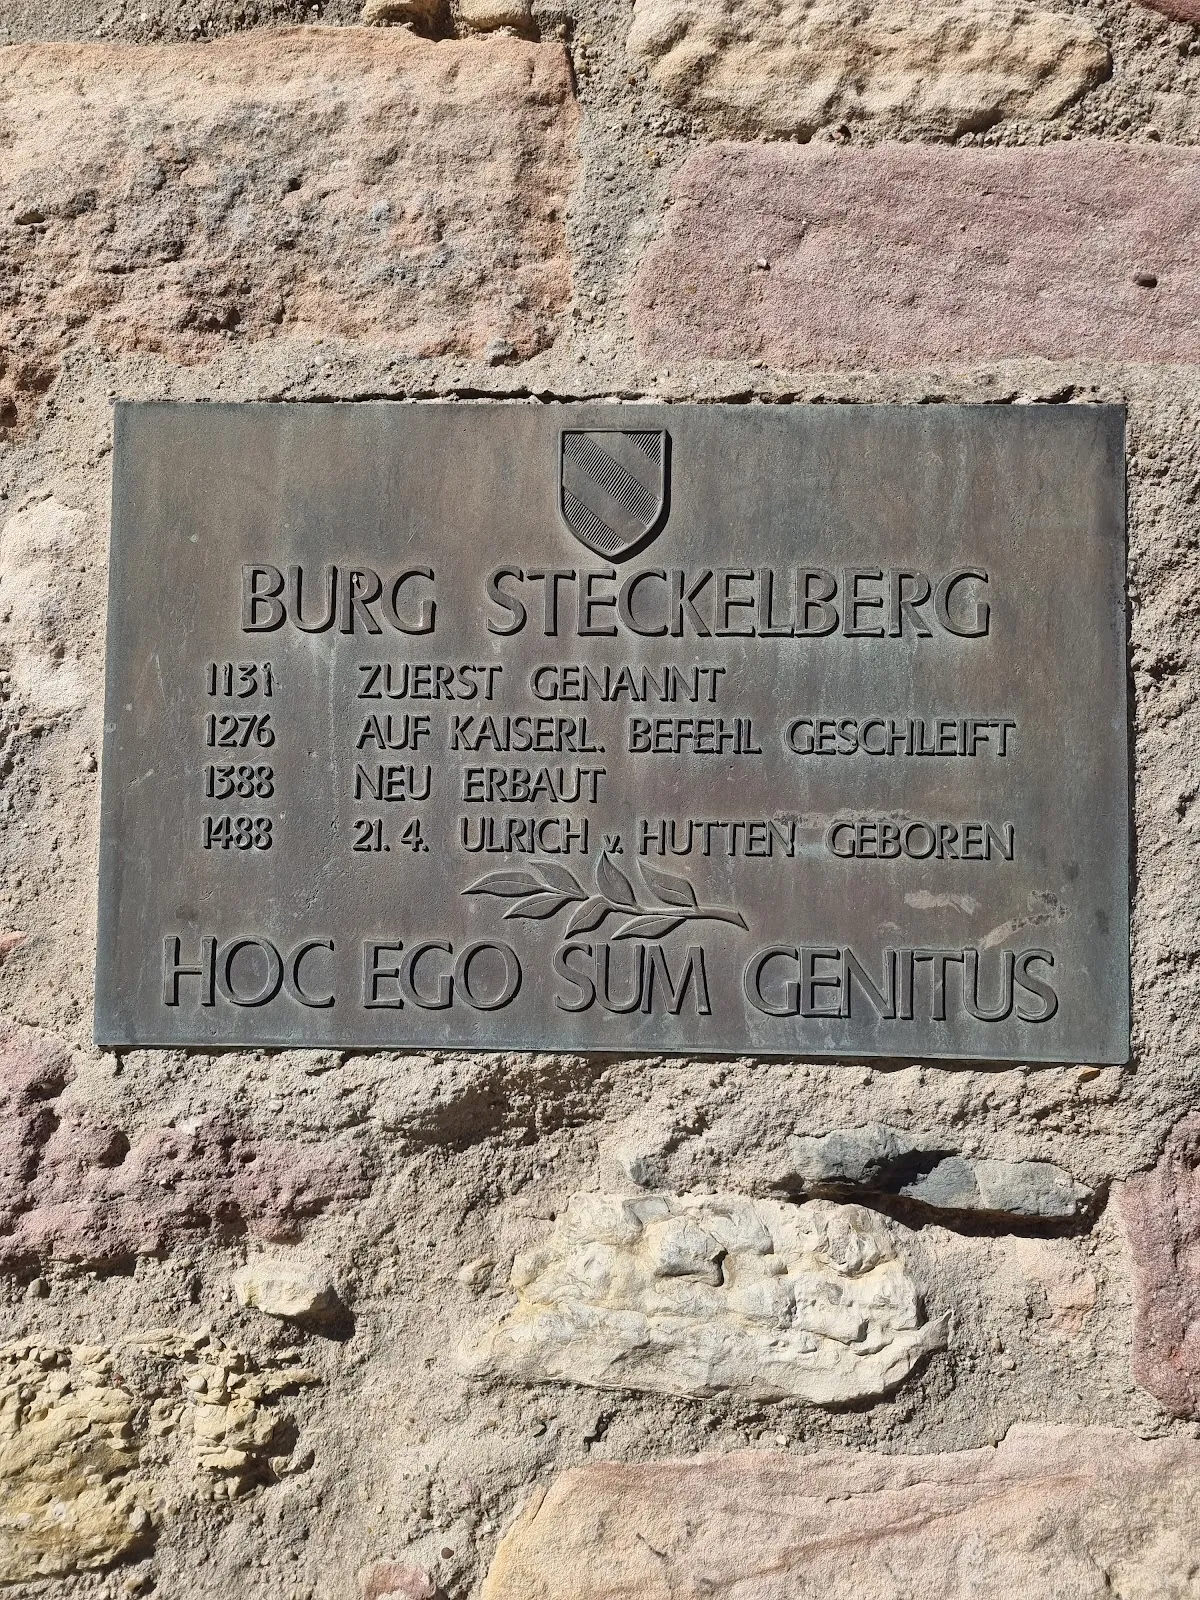 BURG STECKELBERG
1131 ZUERST GENANNT
1276 AUF KAISERL. BEFEHL GESCHLEIFT
1388 NEU ERBAUT
1488 21. 4. ULRICH v. HUTTEN GEBOREN
HOC EGO SUM GENITUS